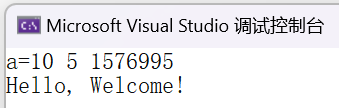 Microsoft Visual Studio 调试控制台
a=10 5 1576995
Hello, Welcome!